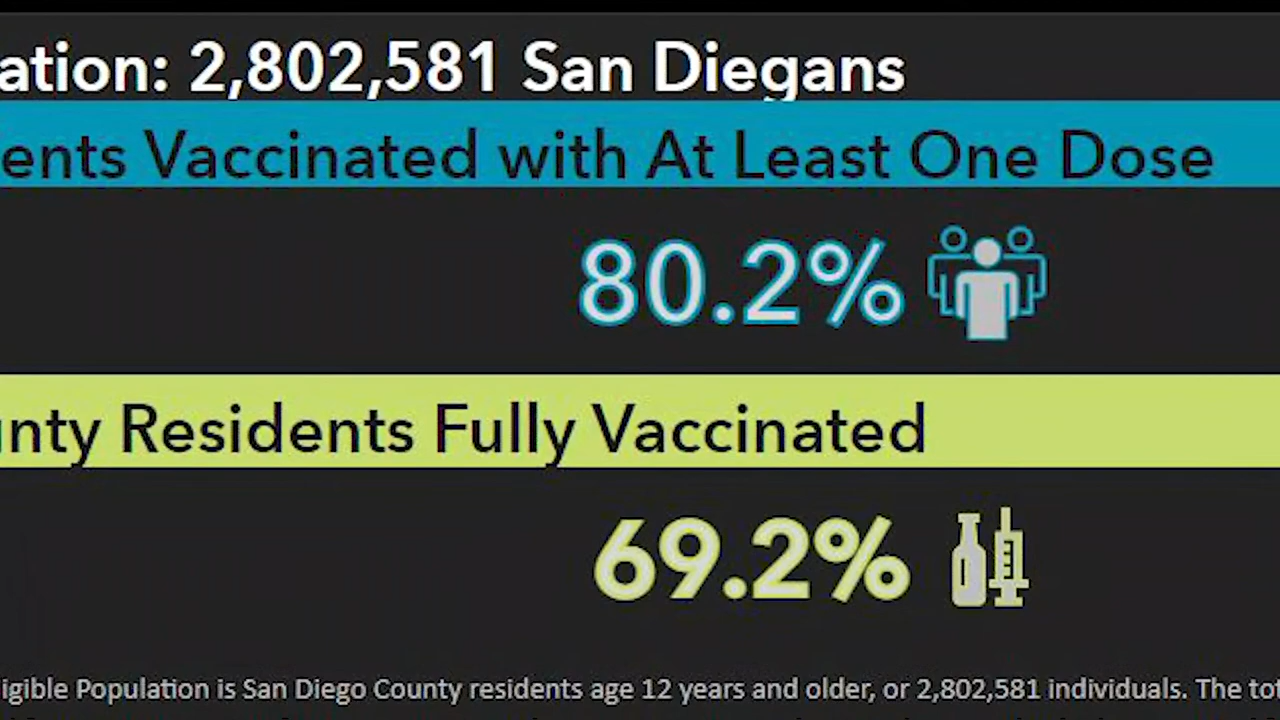 ation: 2,802,581 San Diegans
ents Vaccinated with At Least One Dose
80.2%
unty Residents Fully Vaccinated
69.2%
igible Population is San Diego County residents age 12 years and older, or 2,802,581 individuals. The tot